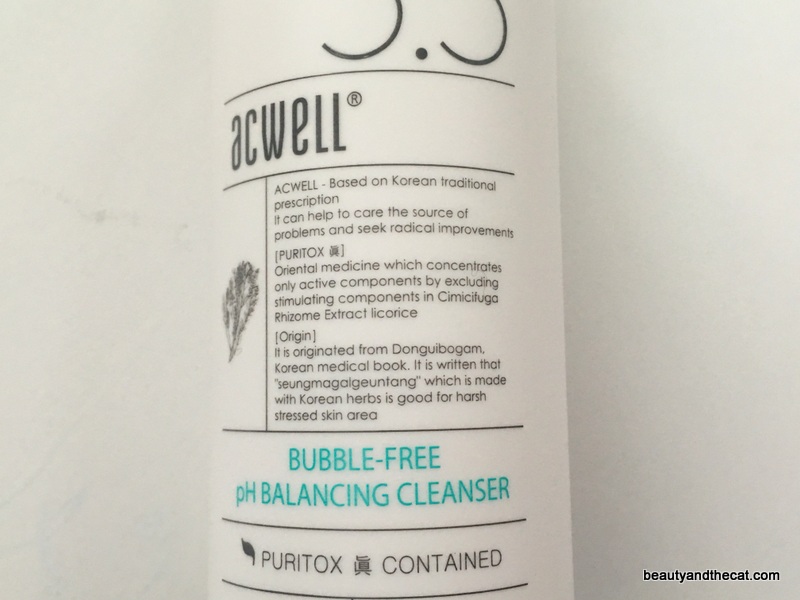 5.5
acwell®
ACWELL - Based on Korean traditional
prescription
It can help to care the source of
problems and seek radical improvements
[PURITOX 眞]
Oriental medicine which concentrates
only active components by excluding
stimulating components in Cimicifuga
Rhizome Extract licorice
[Origin]
It is originated from Donguibogam,
Korean medical book. It is written that
"seungmagalgeuntang" which is made
with Korean herbs is good for harsh
stressed skin area
BUBBLE-FREE
pH BALANCING CLEANSER
PURITOX 眞 CONTAINED
beautyandthecat.com